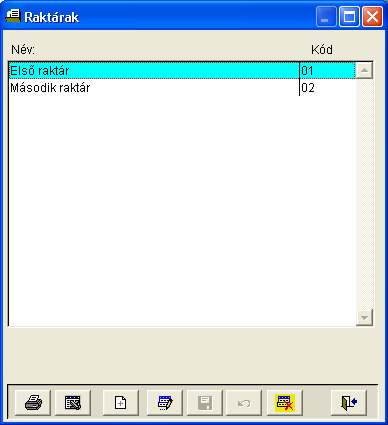 Raktárak
Név: Kód
Első raktár 01
Második raktár 02